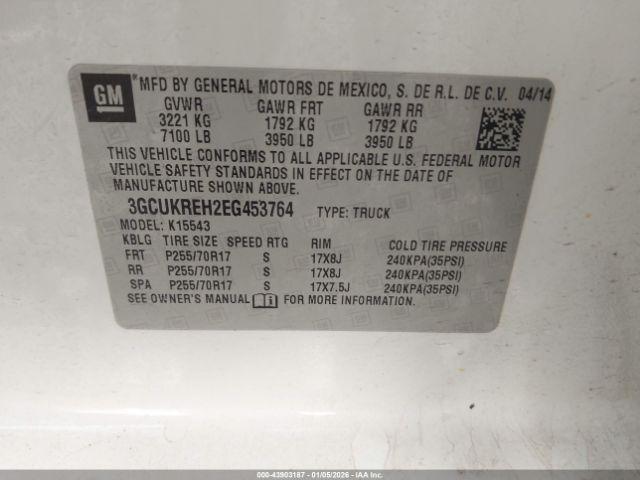 GM
*MFD BY GENERAL MOTORS DE MEXICO, S. DE R.L. DE C.V. 04/14
GVWR GAWR FRT GAWR RR
3221 KG 1792 KG 1792 KG
7100 LB 3950 LB 3950 LB
THIS VEHICLE CONFORMS TO ALL APPLICABLE U.S. FEDERAL MOTOR
VEHICLE SAFETY STANDARDS IN EFFECT ON THE DATE OF
MANUFACTURE SHOWN ABOVE.
3GCUKREH2EG453764 TYPE: TRUCK
MODEL: K15543
KBLG TIRE SIZE SPEED RTG RIM COLD TIRE PRESSURE
FRT P255/70R17 S 17X8J 240KPA(35PSI)
RR P255/70R17 S 17X8J 240KPA(35PSI)
SPA P255/70R17 S 17X7.5J 240KPA(35PSI)
SEE OWNER'S MANUAL FOR MORE INFORMATION.
000-43903187 - 01/05/2026 - COPYRIGHT IAA, LLC